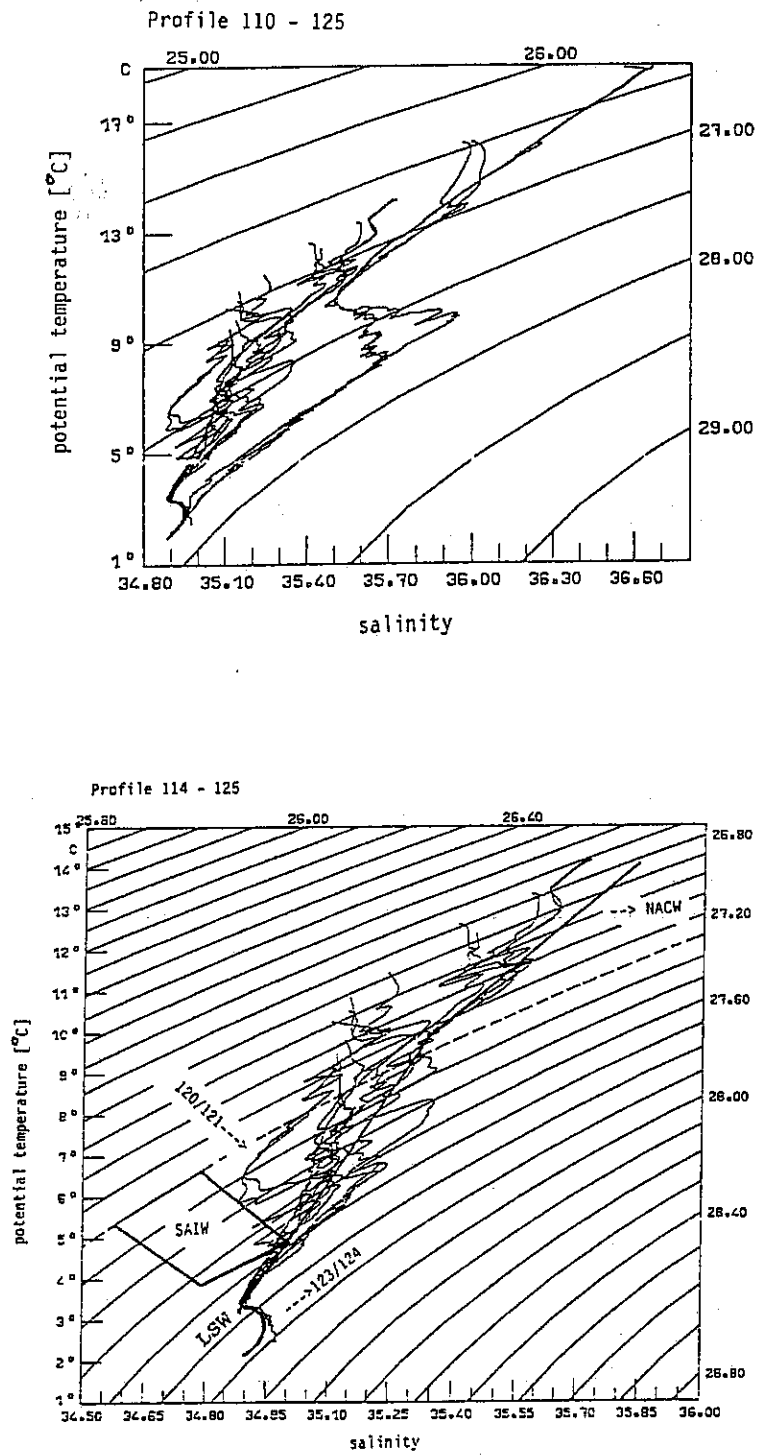 Profile 110 - 125
25.00 26.00
C
17°
13°
9°
5°
1°
potential temperature [°C]
27.00
28.00
29.00
34.80 35.10 35.40 35.70 36.00 36.30 36.60
salinity
Profile 114 - 125
25.80 26.00 26.40
15°
C
14°
13°
12°
11°
10°
9°
8°
7°
6°
5°
4°
3°
2°
1°
potential temperature [°C]
26.80
--> NACW
27.20
27.60
28.00
28.40
28.80
120/121--->
SAIW
--->123/124
LSW
34.50 34.65 34.80 34.95 35.10 35.25 35.40 35.55 35.70 35.85 36.00
salinity